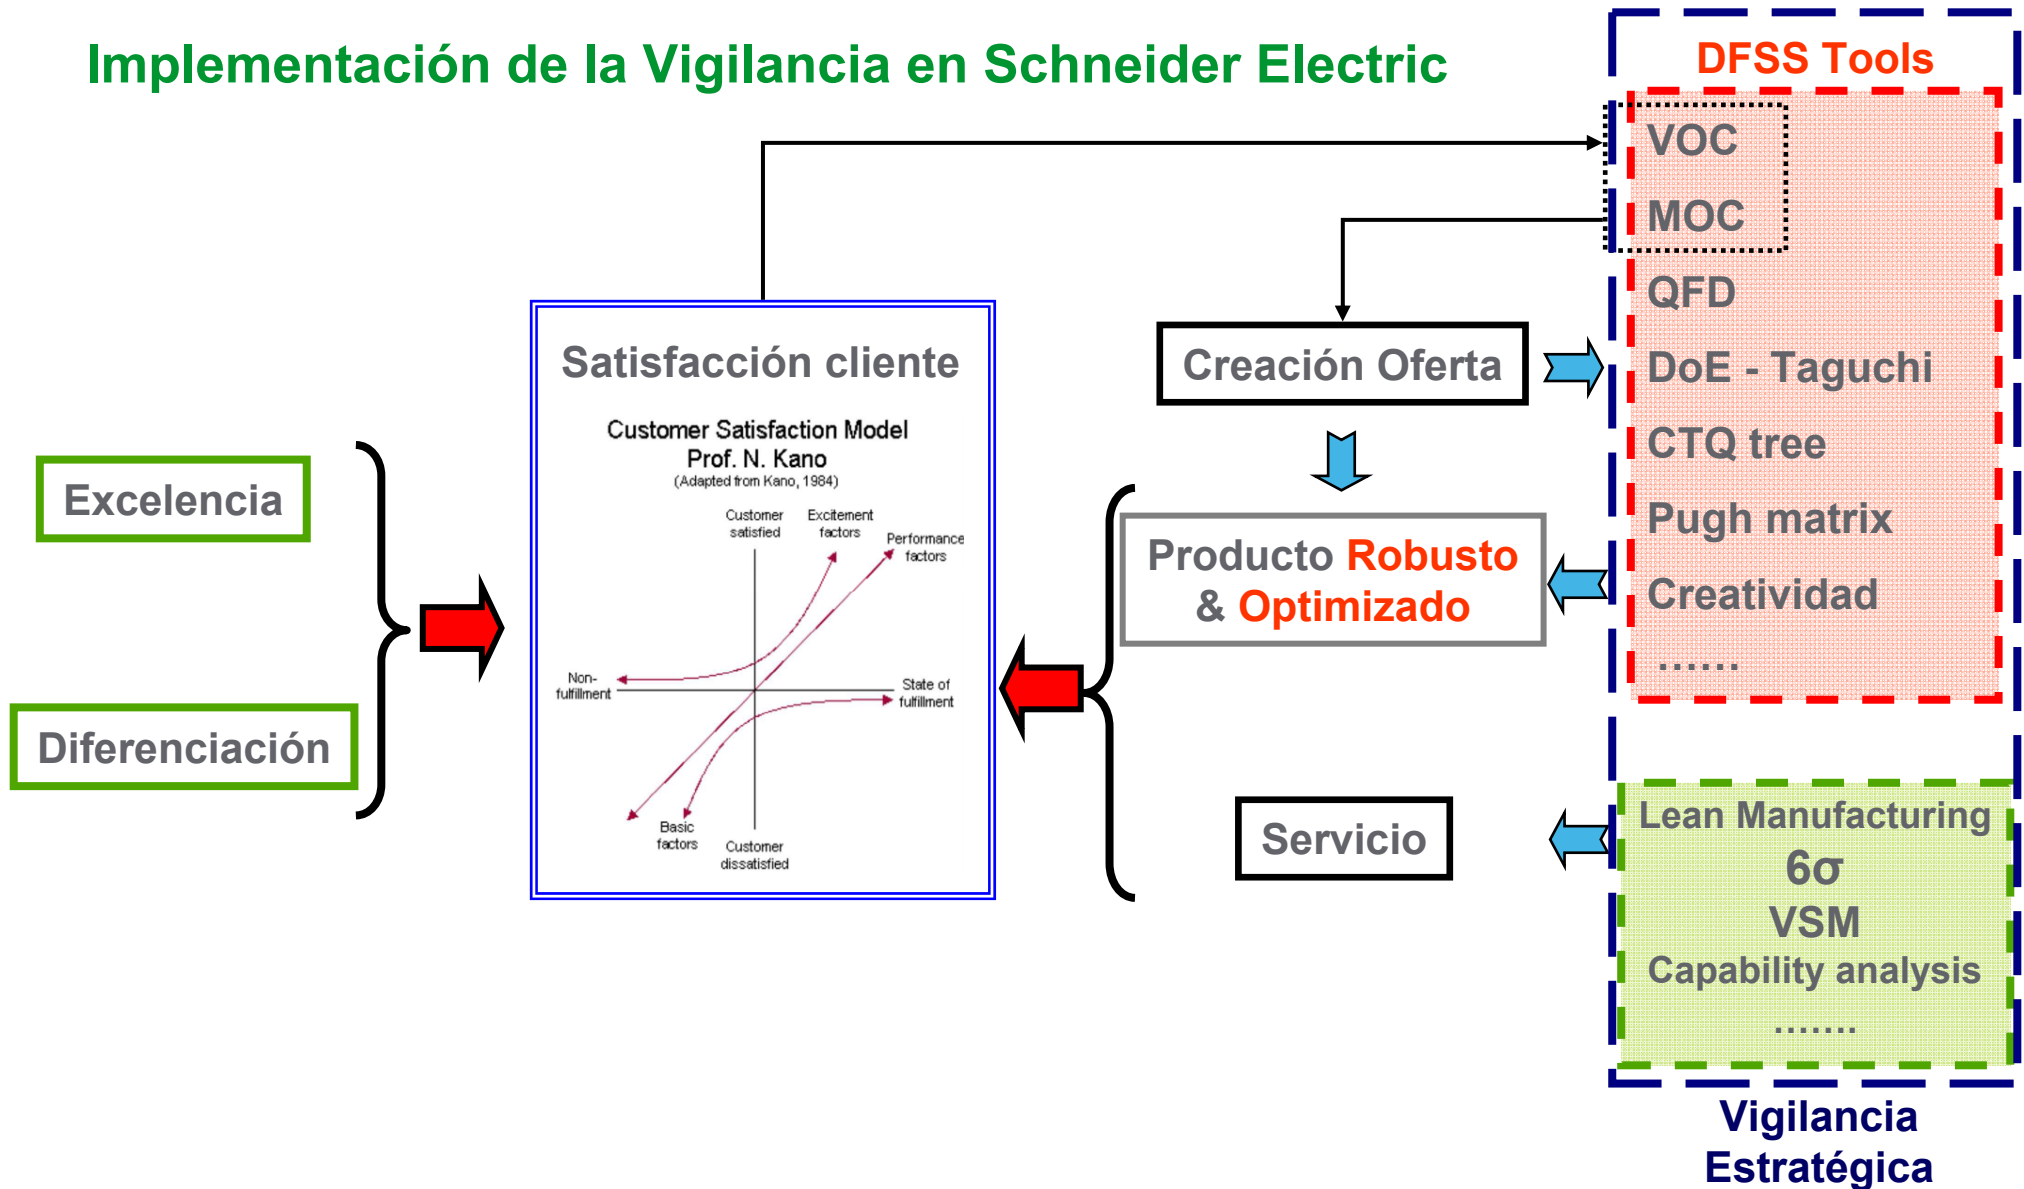 Implementación de la Vigilancia en Schneider Electric
DFSS Tools
VOC
MOC
QFD
DoE - Taguchi
CTQ tree
Pugh matrix
Creatividad
......
Creación Oferta
Satisfacción cliente
Customer Satisfaction Model
Prof. N. Kano
(Adapted from Kano, 1984)
Customer
satisfied
Excitement
factors
Performance
factors
Non-
fulfillment
State of
fulfillment
Basic
factors
Customer
dissatisfied
Excelencia
Diferenciación
Producto Robusto
& Optimizado
Servicio
Lean Manufacturing
6σ
VSM
Capability analysis
.......
Vigilancia
Estratégica